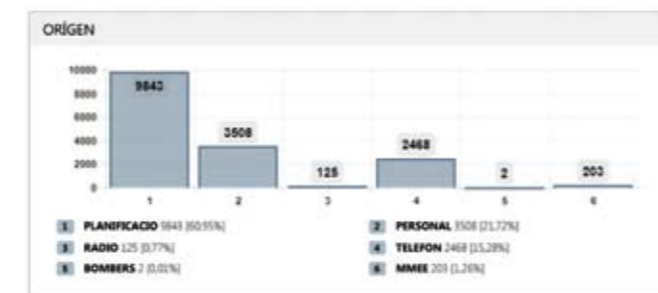 ORÍGEN
10000
8000
6000
4000
2000
0
9843
3508
125
2468
2
203
1 2 3 4 5 6
1 PLANIFICACIO 9843 [60,95%] 2 PERSONAL 3508 [21,72%]
3 RADIO 125 [0,77%] 4 TELEFON 2468 [15,28%]
5 BOMBERS 2 [0,01%] 6 MMEE 203 [1,26%]